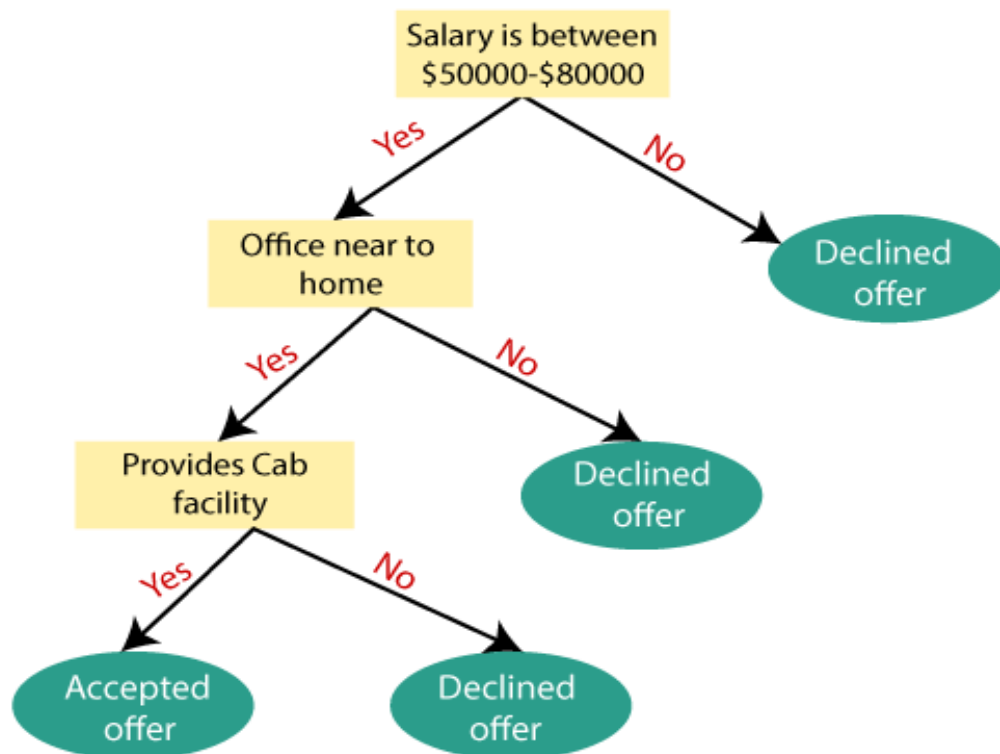 Salary is between
$50000-$80000
Yes
No
Office near to
home
Declined
offer
Yes
No
Provides Cab
facility
Declined
offer
Yes
No
Accepted
offer
Declined
offer